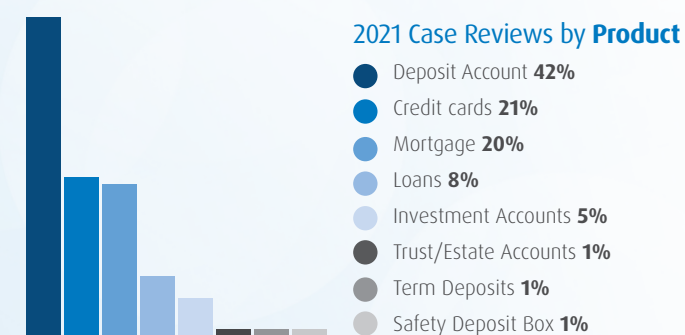 2021 Case Reviews by Product
Deposit Account 42%
Credit cards 21%
Mortgage 20%
Loans 8%
Investment Accounts 5%
Trust/Estate Accounts 1%
Term Deposits 1%
Safety Deposit Box 1%